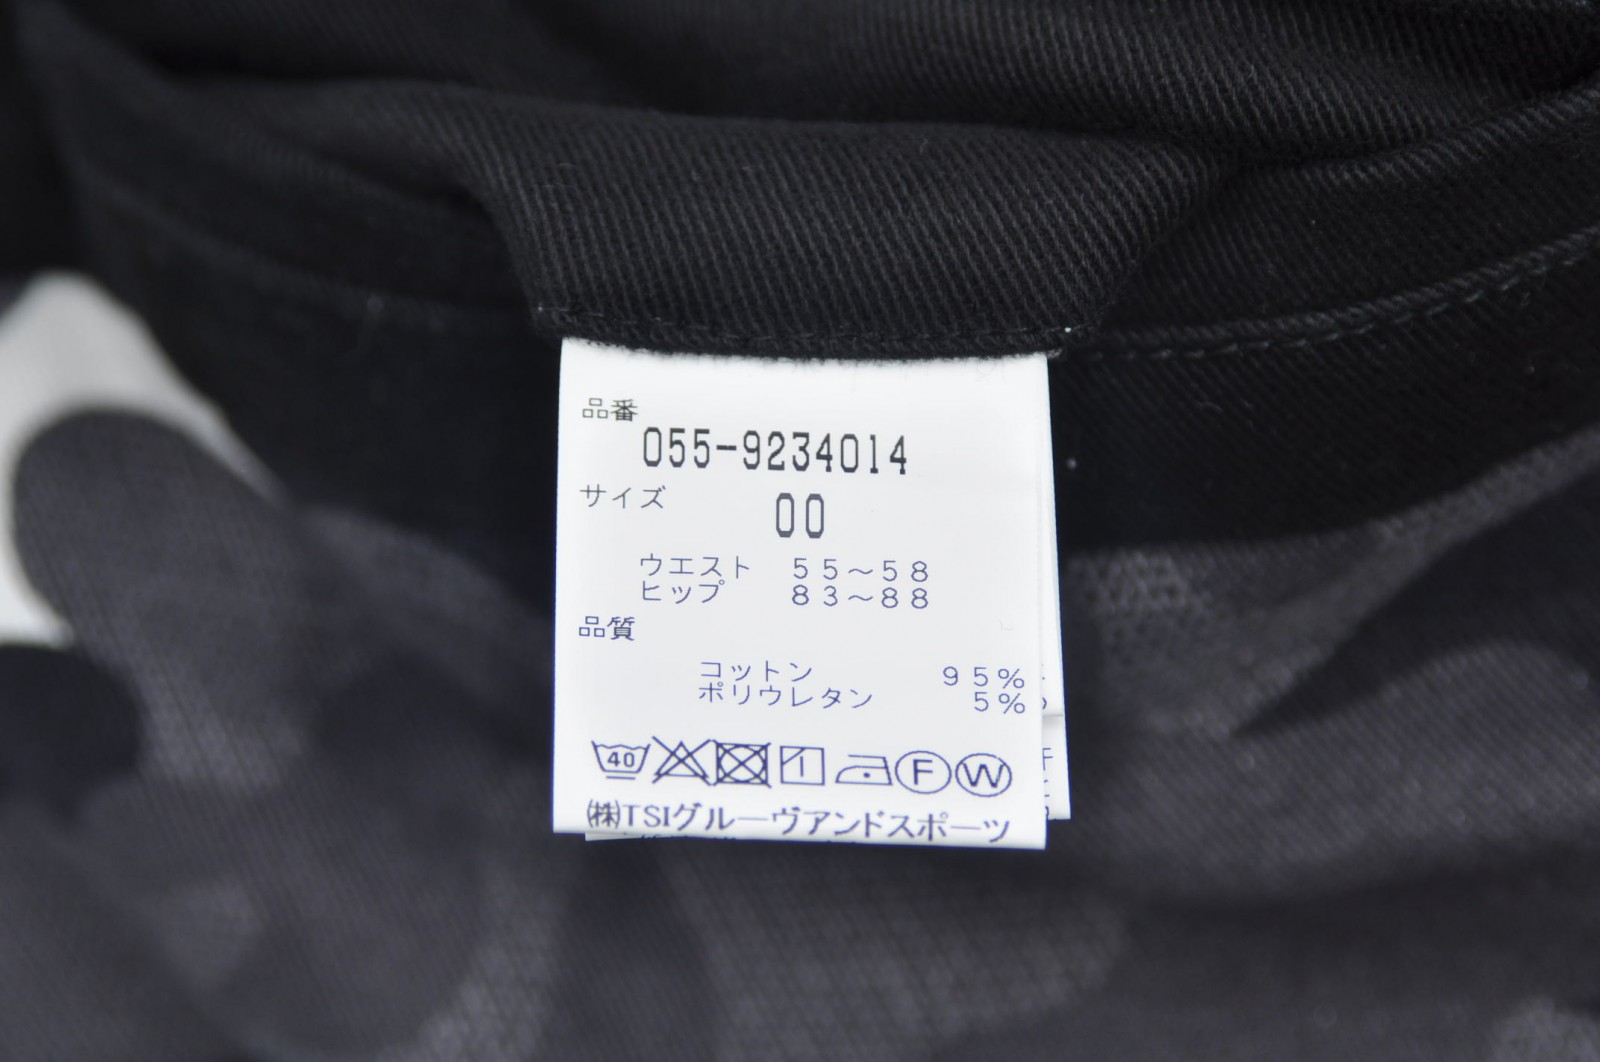 品番
055-9234014
サイズ
00
ウエスト 55～58
ヒップ 83～88
品質
コットン 95%
ポリウレタン 5%
40 F W
㈱TSIグルーヴアンドスポーツ